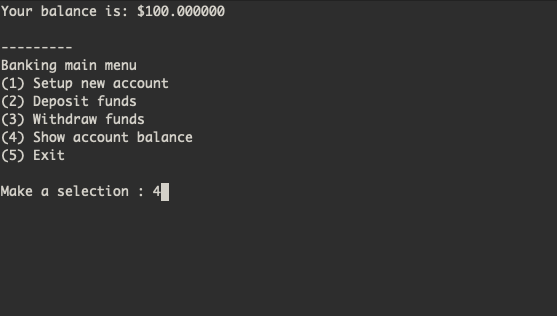 Your balance is: $100.000000
---------
Banking main menu
(1) Setup new account
(2) Deposit funds
(3) Withdraw funds
(4) Show account balance
(5) Exit
Make a selection : 4